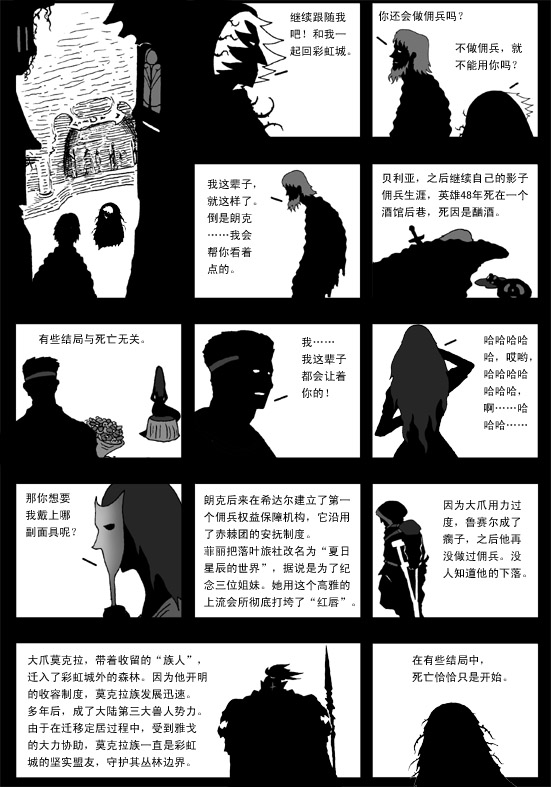 继续跟随我
吧！和我一
起回彩虹城。
你还会做佣兵吗？
不做佣兵，就
不能用你吗？
我这辈子，
就这样了。
倒是朗克
……我会
帮你看着
点的。
贝利亚，之后继续自己的影子
佣兵生涯，英雄48年死在一个
酒馆后巷，死因是酗酒。
有些结局与死亡无关。
我……
我这辈子
都会让着
你的！
哈哈哈哈
哈，哎哟，
哈哈哈哈
哈哈哈，
啊……哈
哈哈……
那你想要
我戴上哪
副面具呢？
朗克后来在希达尔建立了第一
个佣兵权益保障机构，它沿用
了赤棘团的安抚制度。
菲丽把落叶旅社改名为“夏日
星辰的世界”，据说是为了纪
念三位姐妹。她用这个高雅的
上流会所彻底打垮了“红唇”。
因为大爪用力过
度，鲁赛尔成了
瘸子，之后他再
没做过佣兵。没
人知道他的下落。
大爪莫克拉，带着收留的“族人”，
迁入了彩虹城外的森林。因为他开明
的收容制度，莫克拉族发展迅速。
多年后，成了大陆第三大兽人势力。
由于在迁移定居过程中，受到雅戈
的大力协助，莫克拉族一直是彩虹
城的坚实盟友，守护其丛林边界。
在有些结局中，
死亡恰恰只是开始。